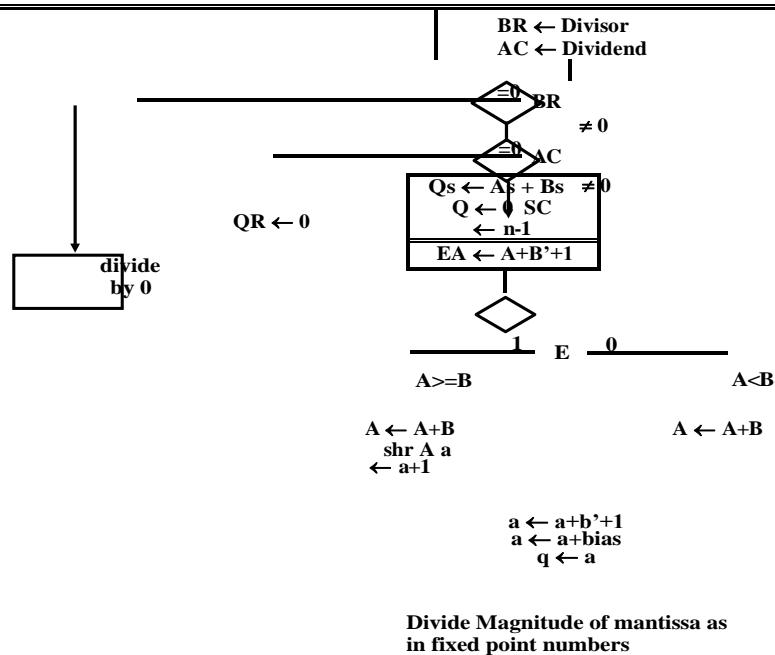 BR ← Divisor
AC ← Dividend
=0 BR
≠ 0
=0 AC
Qs ← As + Bs ≠ 0
Q ← 0 SC
← n-1
QR ← 0
EA ← A+B'+1
divide
by 0
1 E 0
A>=B A<B
A ← A+B A ← A+B
shr A a
← a+1
a ← a+b'+1
a ← a+bias
q ← a
Divide Magnitude of mantissa as
in fixed point numbers